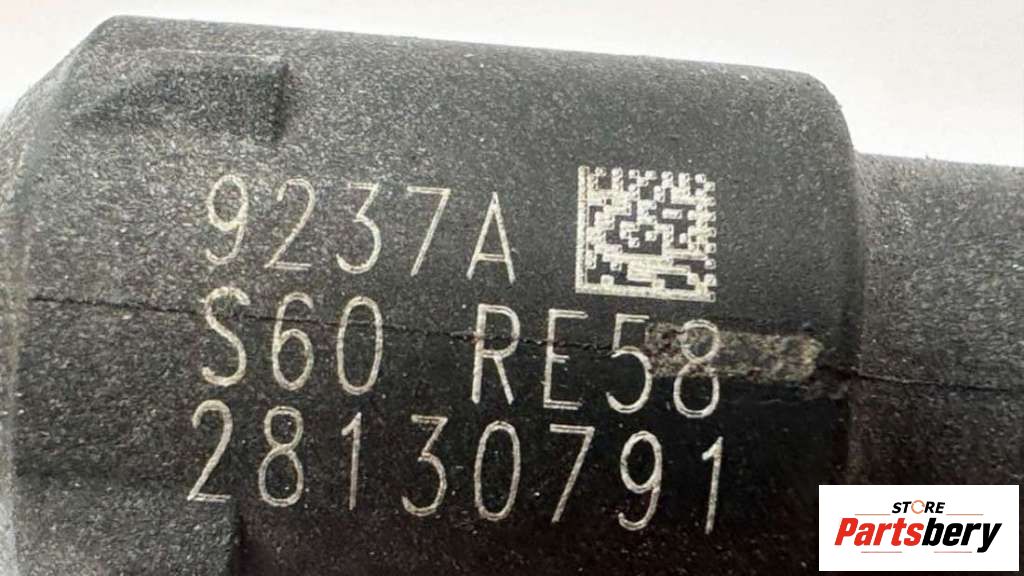 9237A
S60 RE58
28130791
STORE
Partsbery